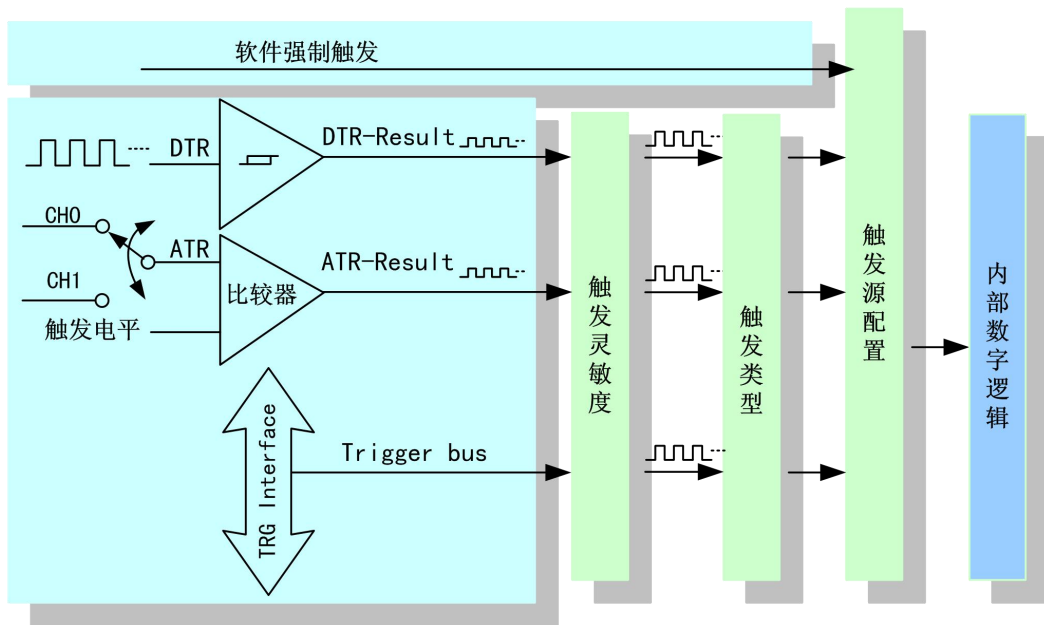 软件强制触发
DTR
DTR-Result
CH0
ATR
ATR-Result
CH1
比较器
触发电平
TRG Interface
Trigger bus
触发灵敏度
触发类型
触发源配置
内部数字逻辑